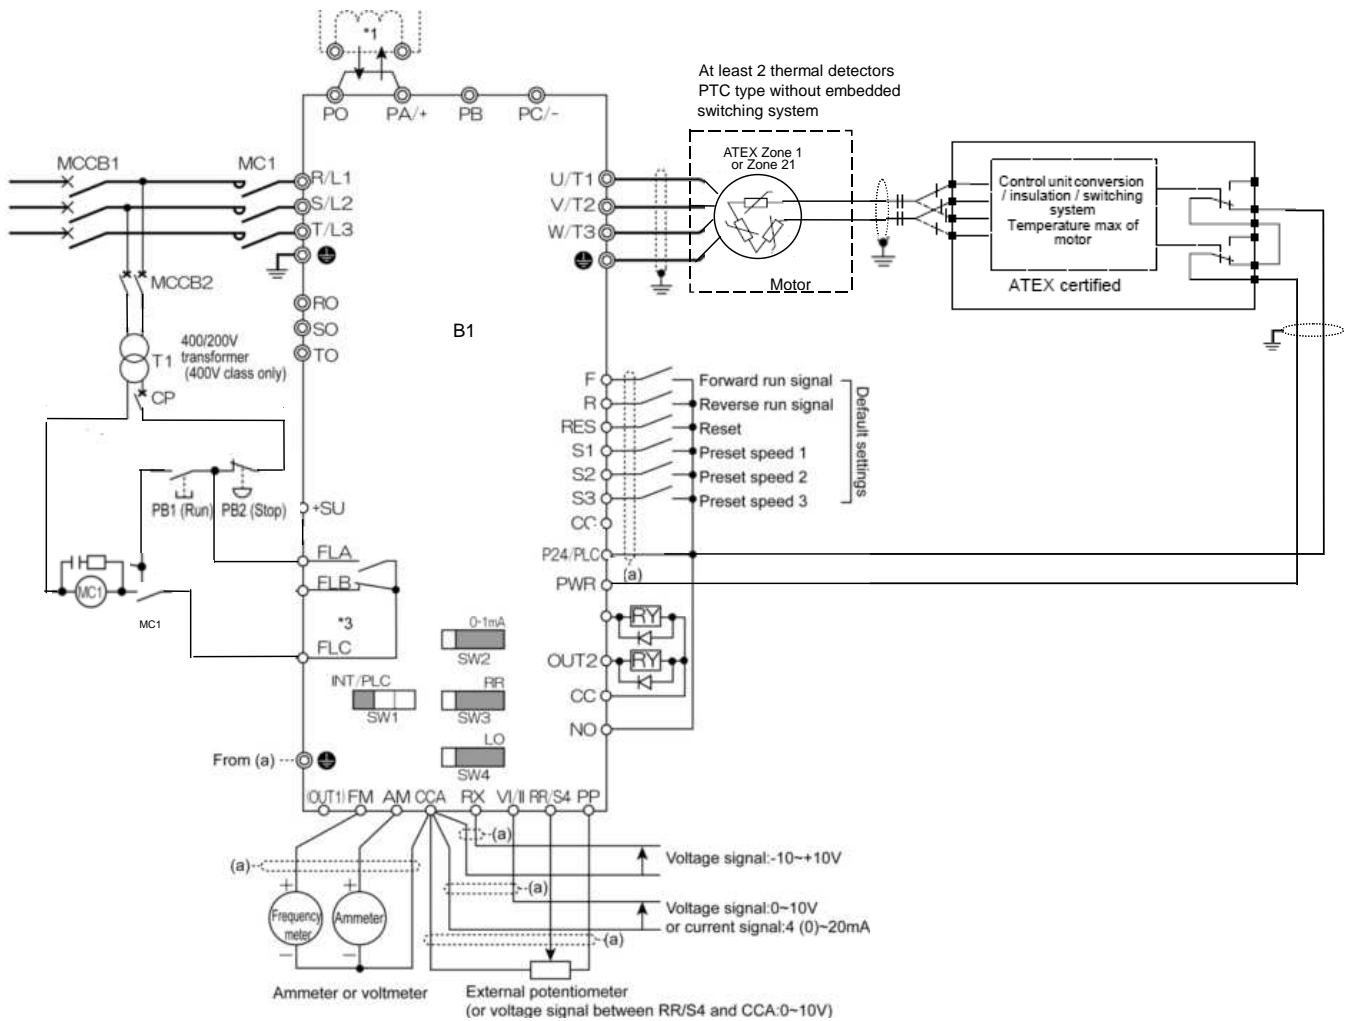 *1
PO
PA/+
PB
PC/-
At least 2 thermal detectors
PTC type without embedded
switching system
MCCB1
MC1
R/L1
S/L2
T/L3
U/T1
V/T2
W/T3
ATEX Zone 1
or Zone 21
Motor
Control unit conversion
/ insulation / switching
system
Temperature max of
motor
ATEX certified
MCCB2
RO
SO
TO
B1
400/200V
transformer
(400V class only)
T1
CP
F
R
RES
S1
S2
S3
CC
P24/PLC
PWR
Forward run signal
Reverse run signal
Reset
Preset speed 1
Preset speed 2
Preset speed 3
Default settings
(a)
PB1 (Run)
PB2 (Stop)
+SU
FLA
FLB
*3
FLC
MC1
MC1
RY
OUT2
RY
CC
NO
0-1mA
SW2
INT/PLC
SW1
RR
SW3
LO
SW4
From (a)
(OUT1)
FM
AM
CCA
RX
VI/II
RR/S4
PP
(a)
(a)
(a)
(a)
Voltage signal:-10~+10V
Voltage signal:0~10V
or current signal:4 (0)~20mA
+
Frequency
meter
−
+
Ammeter
−
Ammeter or voltmeter
External potentiometer
(or voltage signal between RR/S4 and CCA:0~10V)